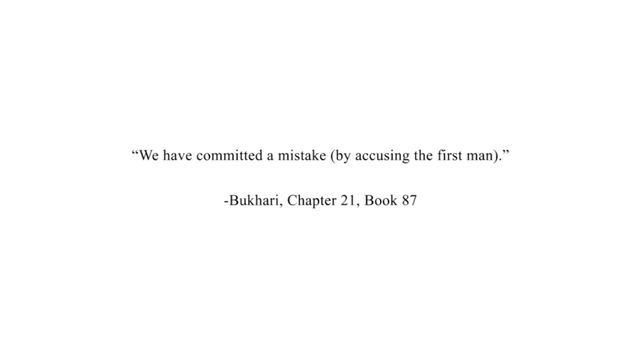 “We have committed a mistake (by accusing the first man).”
-Bukhari, Chapter 21, Book 87